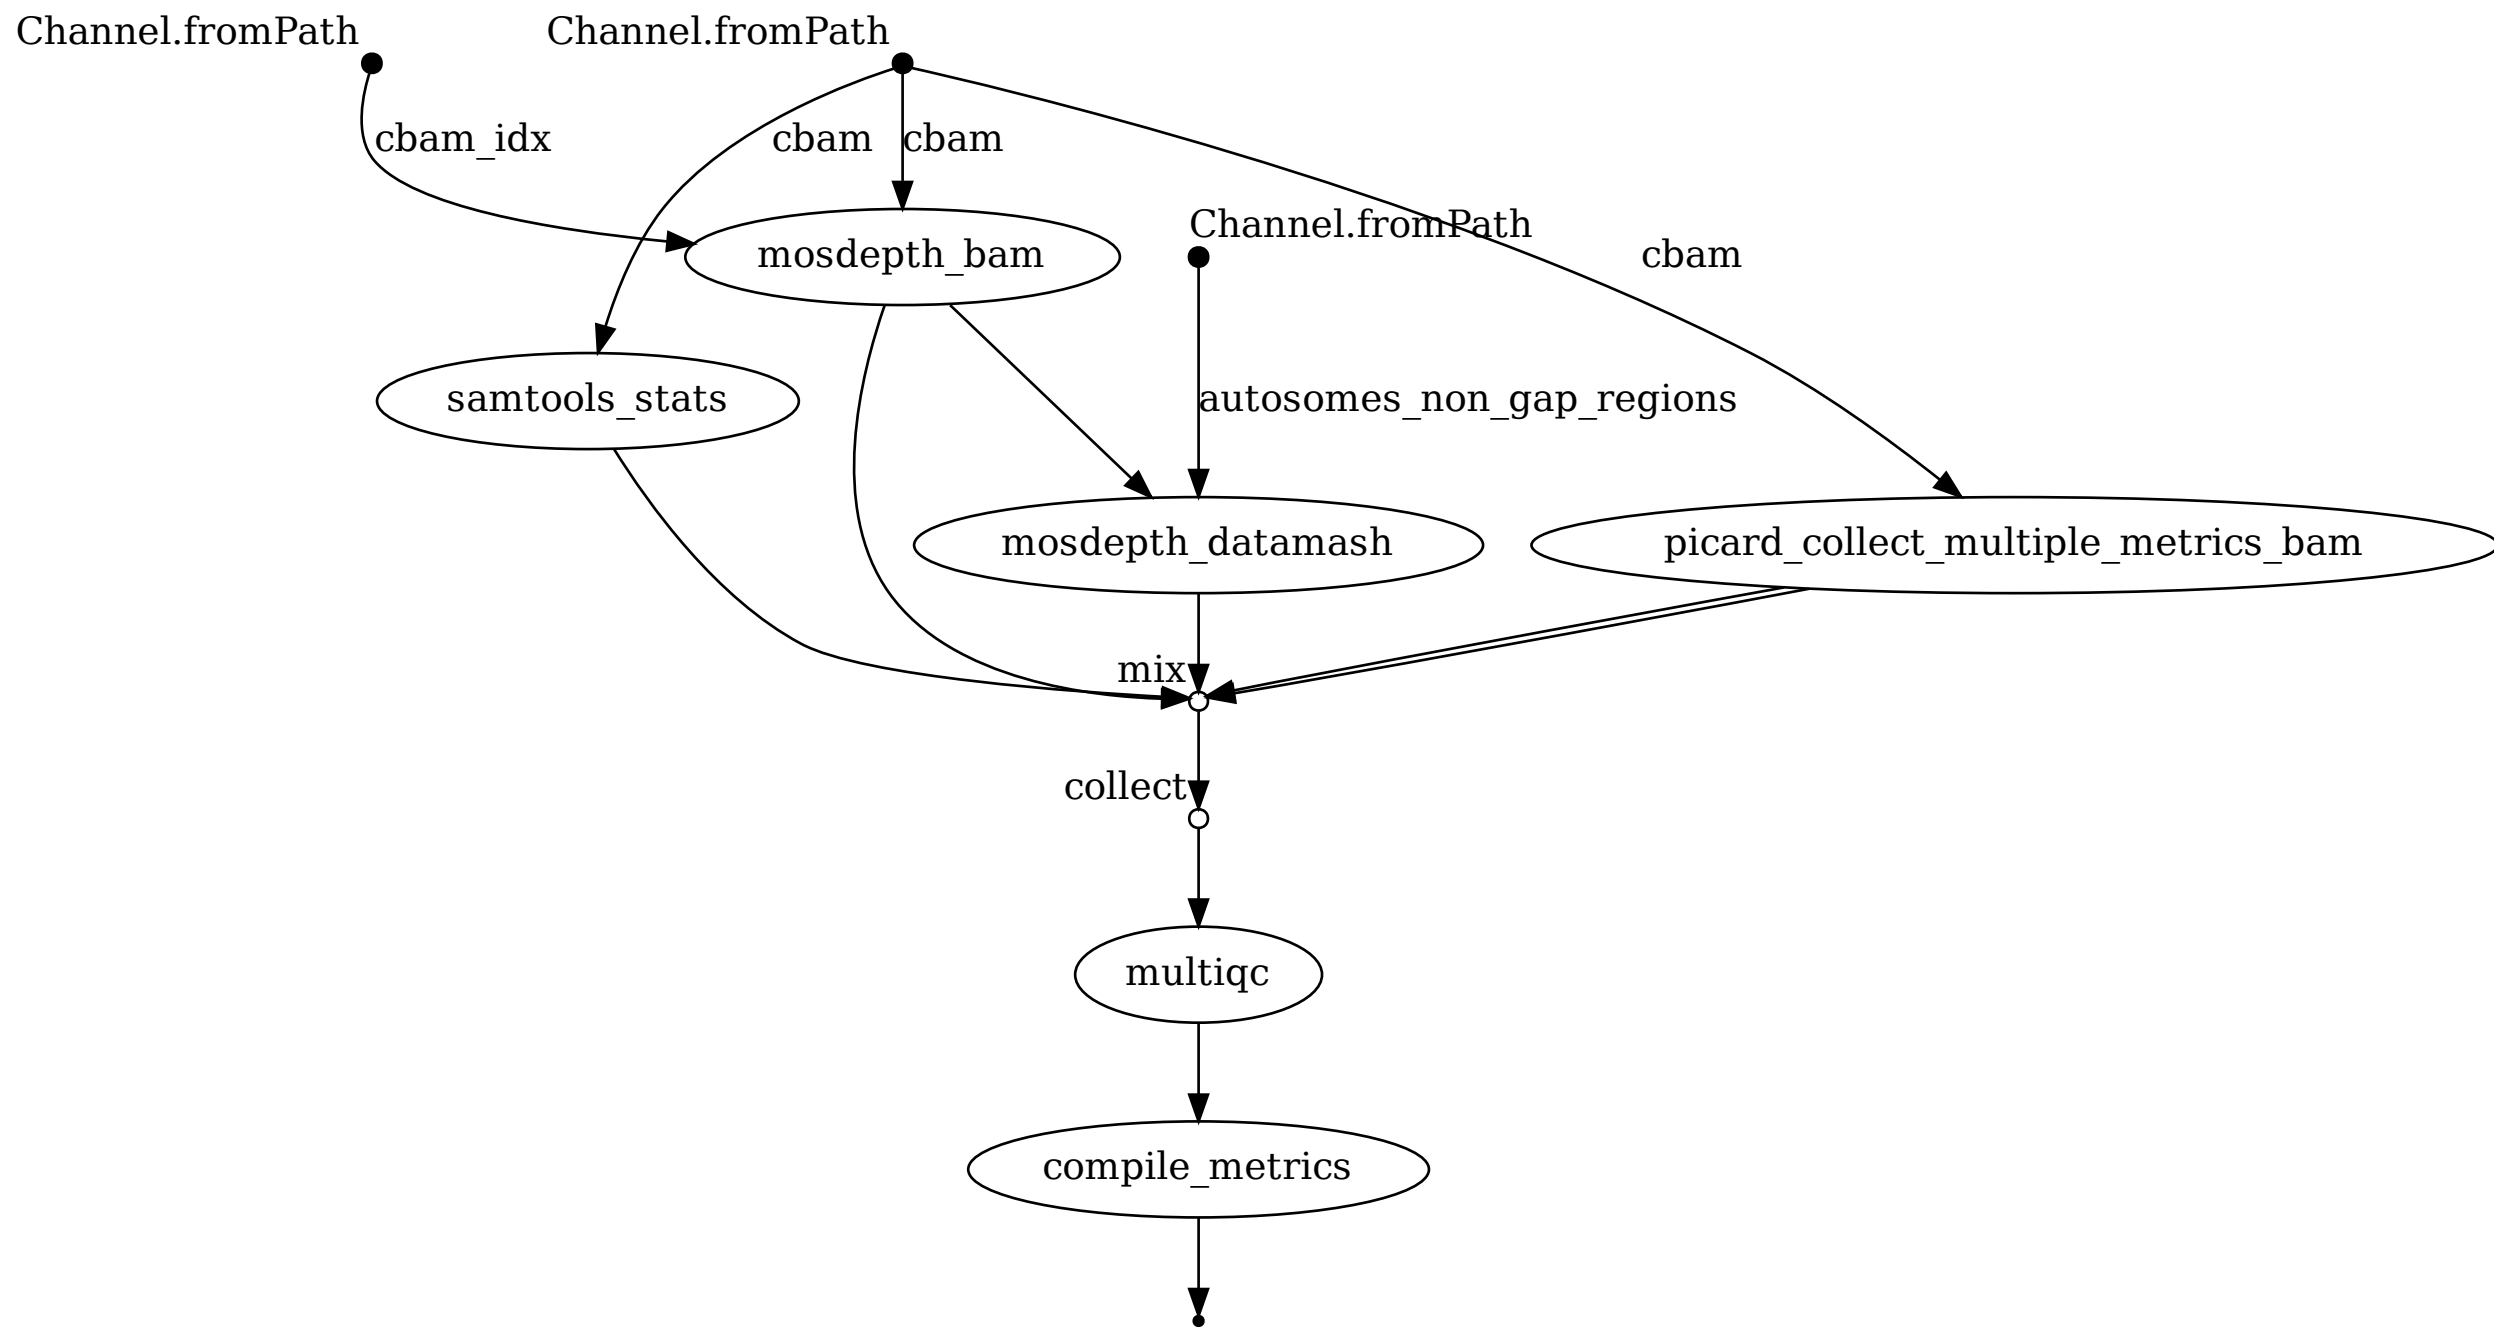 Channel.fromPath
Channel.fromPath
cbam_idx
cbam
cbam
Channel.fromPath
mosdepth_bam
cbam
samtools_stats
autosomes_non_gap_regions
mosdepth_datamash
picard_collect_multiple_metrics_bam
mix
collect
multiqc
compile_metrics